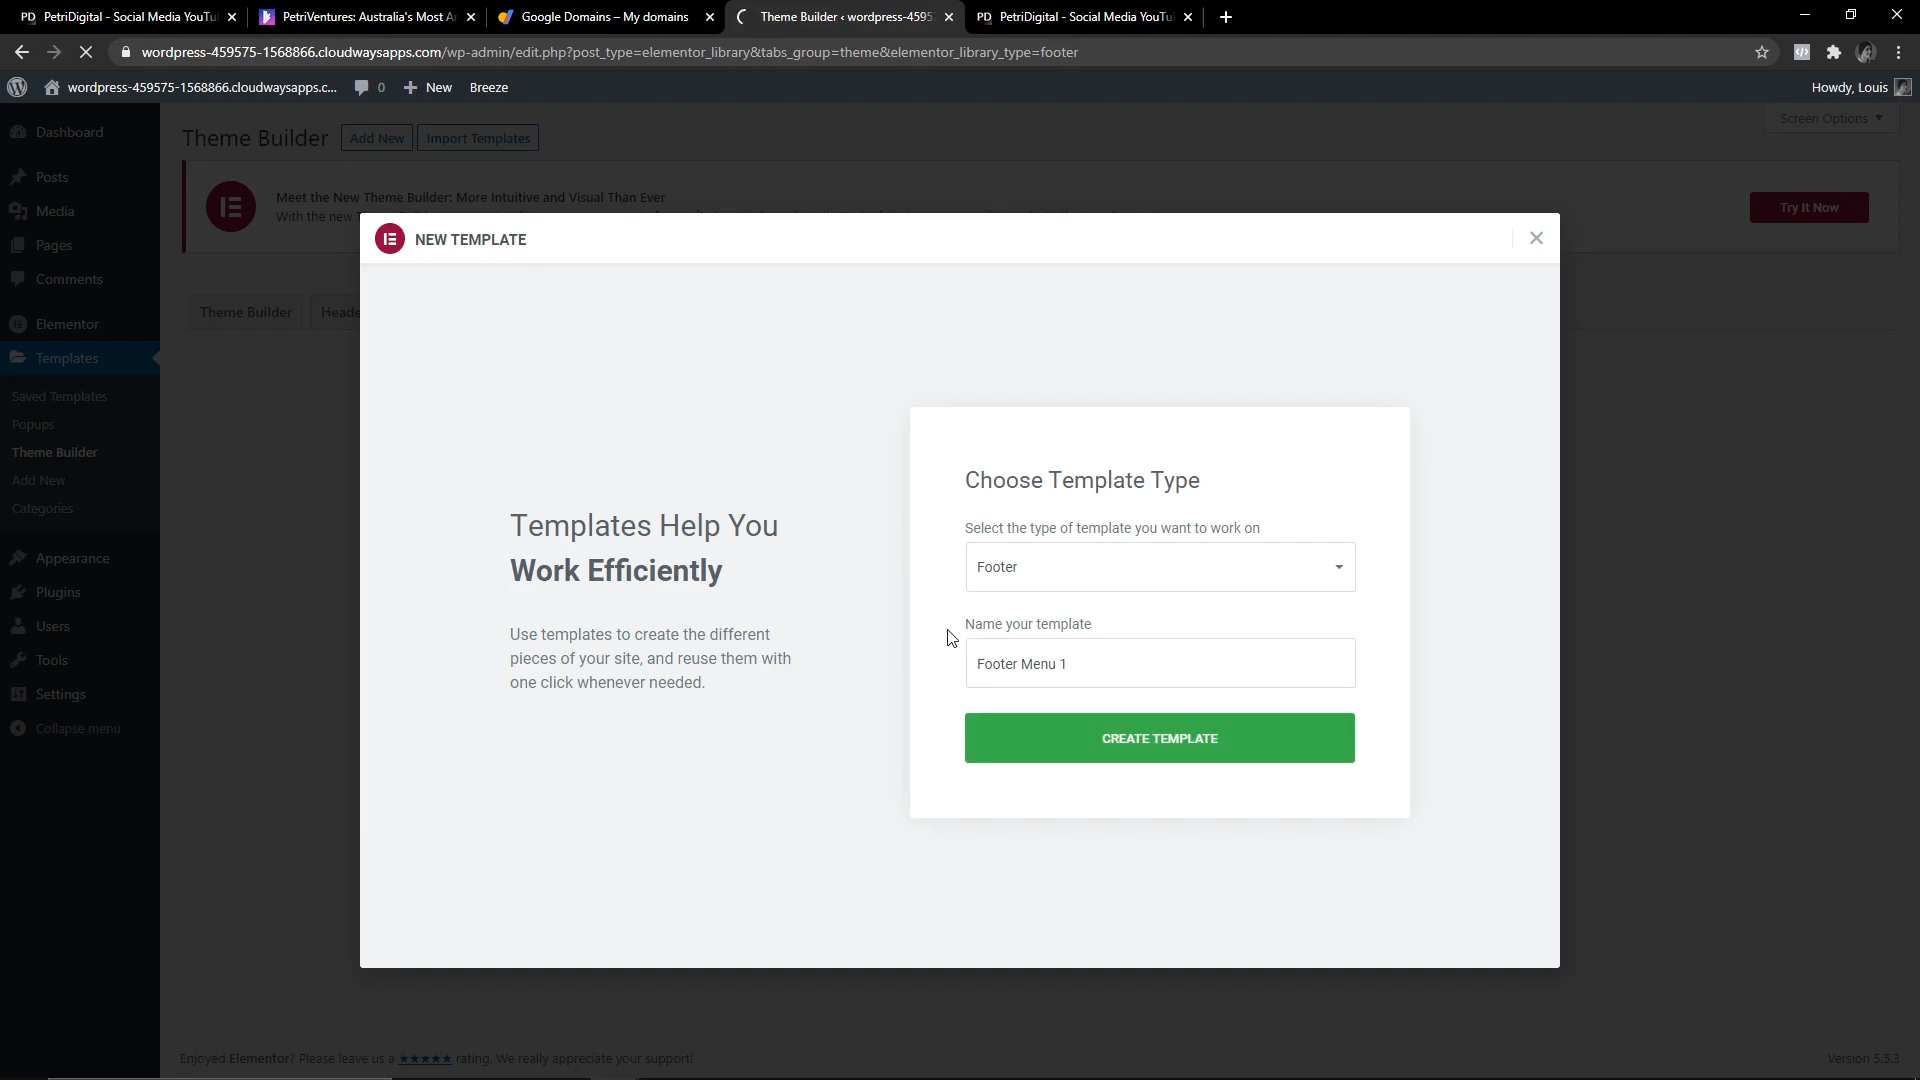 PD PetriDigital - Social Media YouTu
PetriVentures: Australia's Most Ar
Google Domains – My domains
Theme Builder ‹ wordpress-4595
PD PetriDigital - Social Media YouTu
wordpress-459575-1568866.cloudwaysapps.com/wp-admin/edit.php?post_type=elementor_library&tabs_group=theme&elementor_library_type=footer
wordpress-459575-1568866.cloudwaysapps.c...
0
New
Breeze
Howdy, Louis
Dashboard
Posts
Media
Pages
Comments
Elementor
Templates
Saved Templates
Popups
Theme Builder
Add New
Categories
Appearance
Plugins
Users
Tools
Settings
Collapse menu
Screen Options
Theme Builder
Add New
Import Templates
Meet the New Theme Builder: More Intuitive and Visual Than Ever
With the new
Try It Now
Theme Builder
Heade
NEW TEMPLATE
Templates Help You
Work Efficiently
Use templates to create the different
pieces of your site, and reuse them with
one click whenever needed.
Choose Template Type
Select the type of template you want to work on
Footer
Name your template
Footer Menu 1
CREATE TEMPLATE
Enjoyed Elementor? Please leave us a ★★★★★ rating. We really appreciate your support!
Version 5.5.3